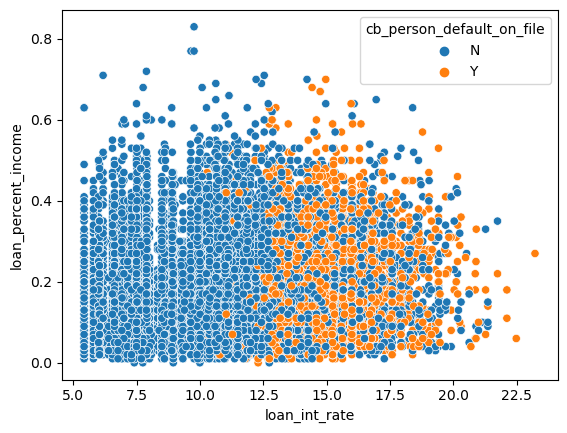 cb_person_default_on_file
N
Y
loan_percent_income
0.8
0.6
0.4
0.2
0.0
5.0 7.5 10.0 12.5 15.0 17.5 20.0 22.5
loan_int_rate